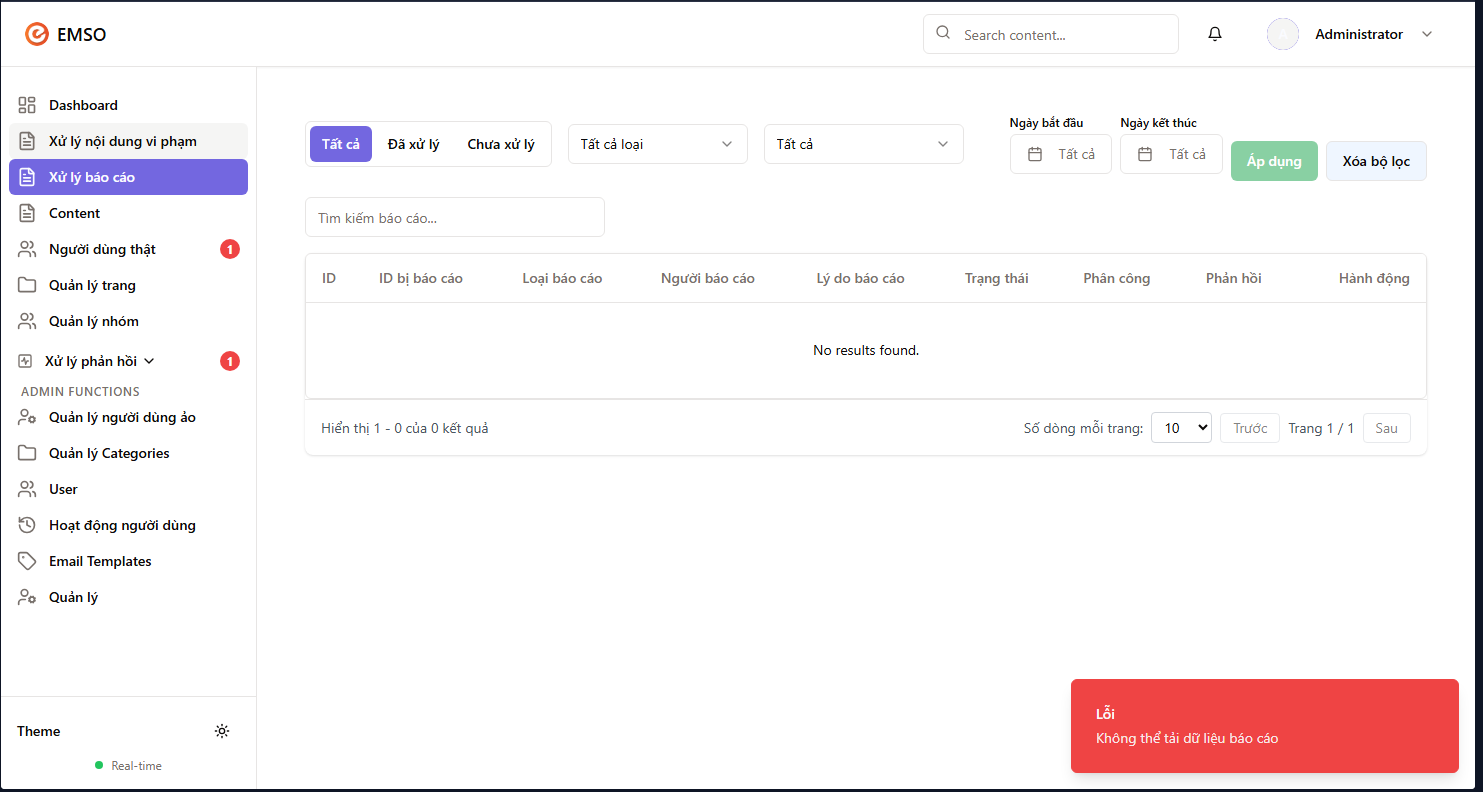 EMSO
Search content...
Administrator
Dashboard
Xử lý nội dung vi phạm
Xử lý báo cáo
Content
Người dùng thật 1
Quản lý trang
Quản lý nhóm
Xử lý phản hồi 1
ADMIN FUNCTIONS
Quản lý người dùng ảo
Quản lý Categories
User
Hoạt động người dùng
Email Templates
Quản lý
Theme
Real-time
Ngày bắt đầu Ngày kết thúc
Tất cả Đã xử lý Chưa xử lý Tất cả loại Tất cả Tất cả Tất cả Áp dụng Xóa bộ lọc
Tìm kiếm báo cáo...
ID ID bị báo cáo Loại báo cáo Người báo cáo Lý do báo cáo Trạng thái Phân công Phản hồi Hành động
No results found.
Hiển thị 1 - 0 của 0 kết quả Số dòng mỗi trang: 10 Trước Trang 1 / 1 Sau
Lỗi
Không thể tải dữ liệu báo cáo